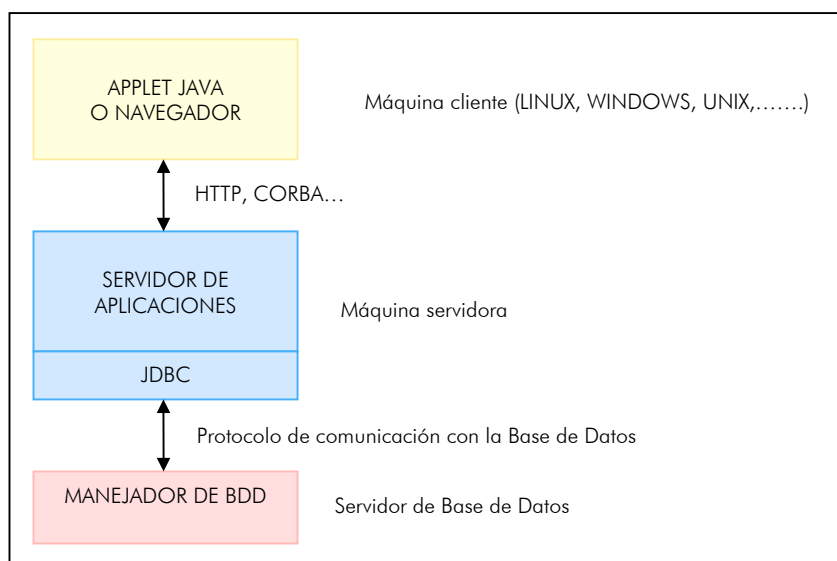 APPLET JAVA
O NAVEGADOR
Máquina cliente (LINUX, WINDOWS, UNIX,…….)
HTTP, CORBA…
SERVIDOR DE
APLICACIONES
Máquina servidora
JDBC
Protocolo de comunicación con la Base de Datos
MANEJADOR DE BDD
Servidor de Base de Datos